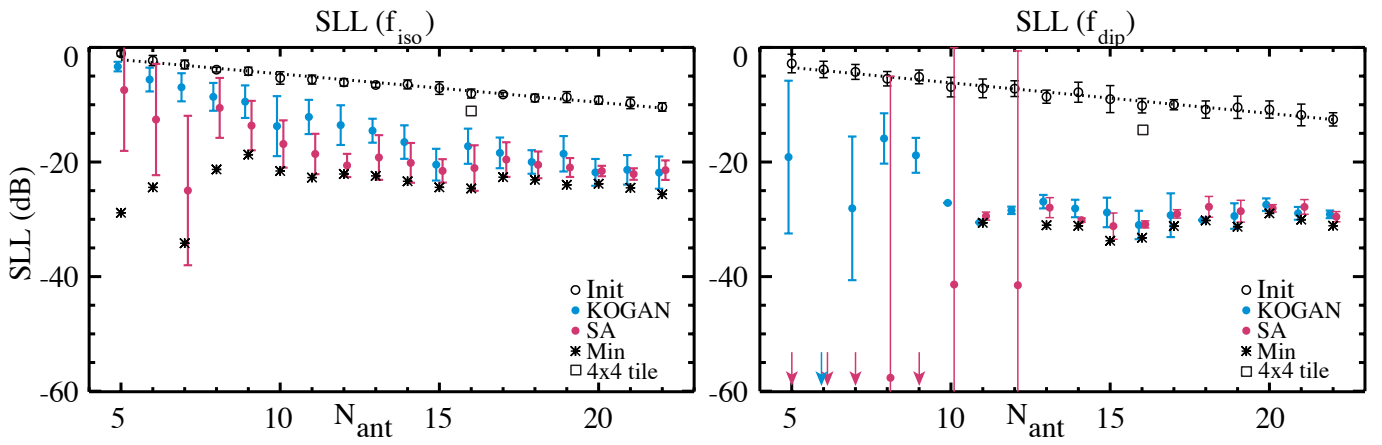 SLL (f_iso)
SLL (f_dip)
0
-20
-40
-60
SLL (dB)
5
10
15
20
N_ant
Init
KOGAN
SA
Min
4x4 tile
0
-20
-40
-60
5
10
15
20
N_ant
Init
KOGAN
SA
Min
4x4 tile